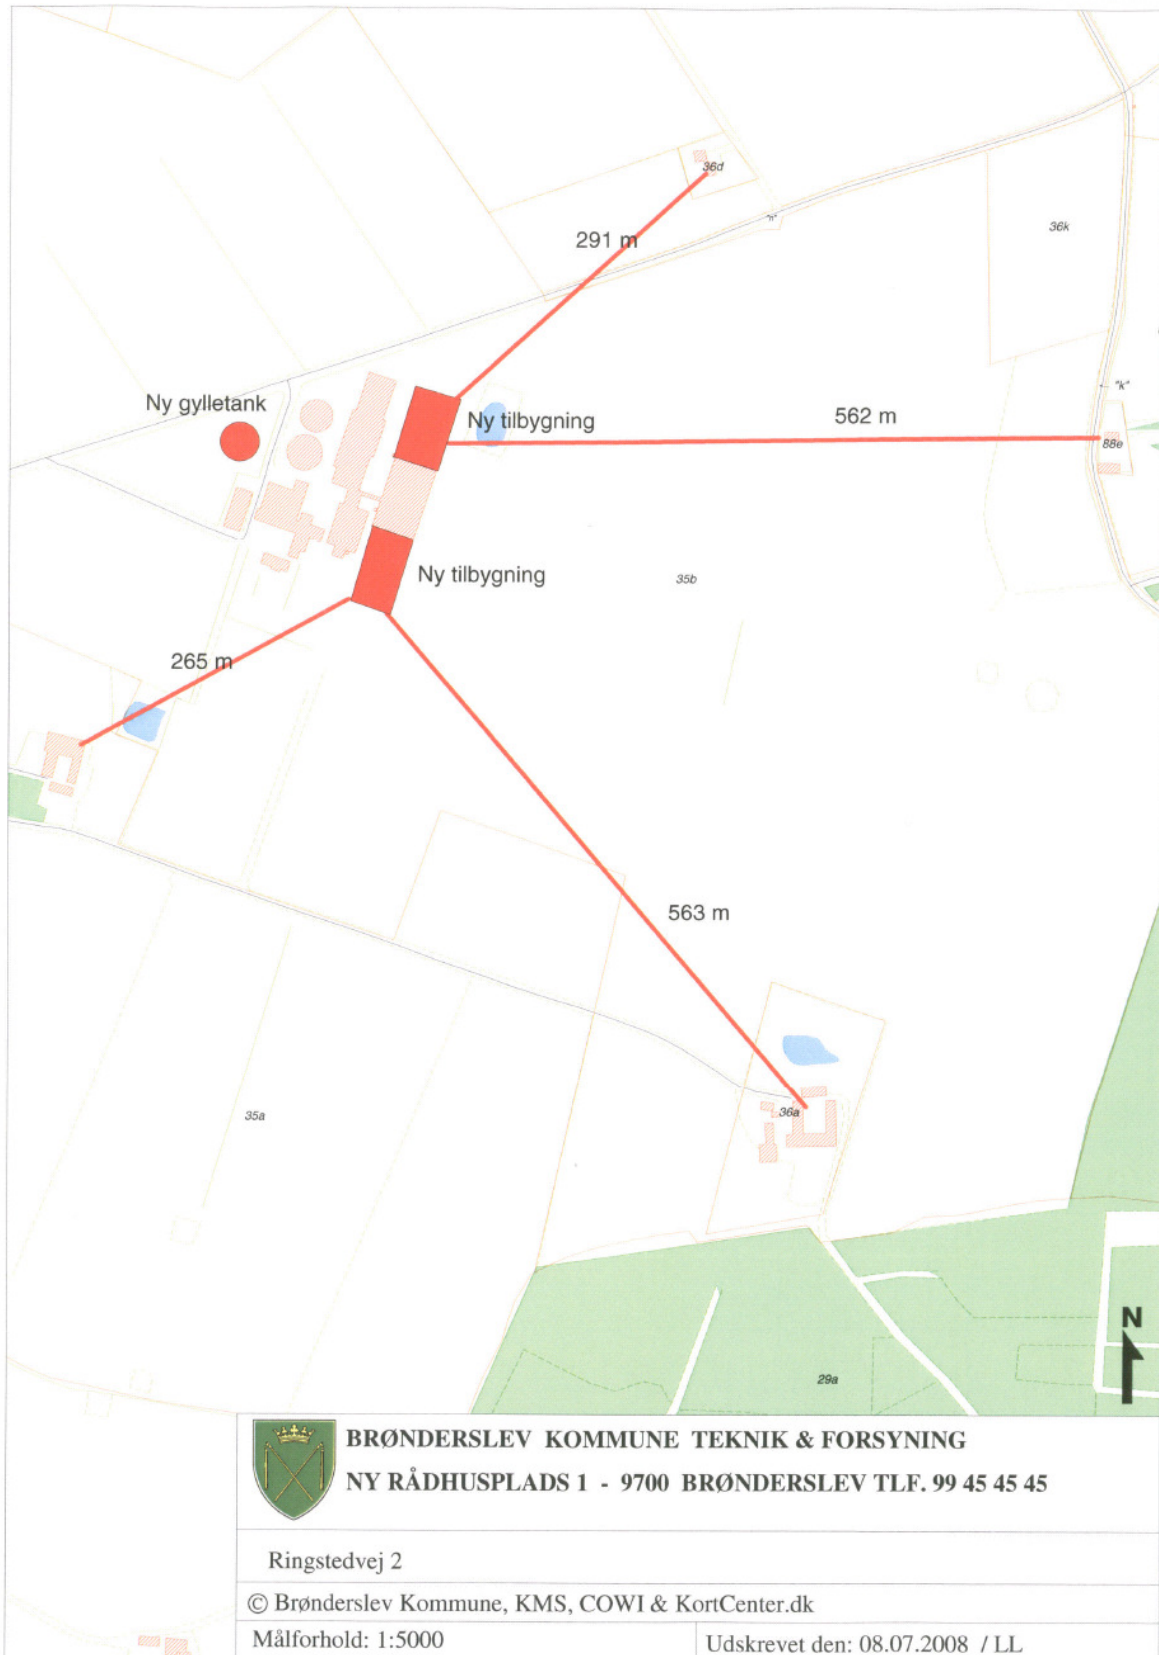 36d
"n"
36k
291 m
"k"
Ny gylletank
Ny tilbygning
562 m
88e
Ny tilbygning
35b
265 m
563 m
35a
36a
N
29a
BRØNDERSLEV KOMMUNE TEKNIK & FORSYNING
NY RÅDHUSPLADS 1 - 9700 BRØNDERSLEV TLF. 99 45 45 45
Ringstedvej 2
© Brønderslev Kommune, KMS, COWI & KortCenter.dk
Målforhold: 1:5000
Udskrevet den: 08.07.2008 / LL